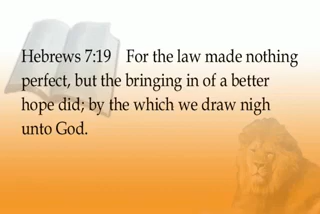 Hebrews 7:19 For the law made nothing
perfect, but the bringing in of a better
hope did; by the which we draw nigh
unto God.